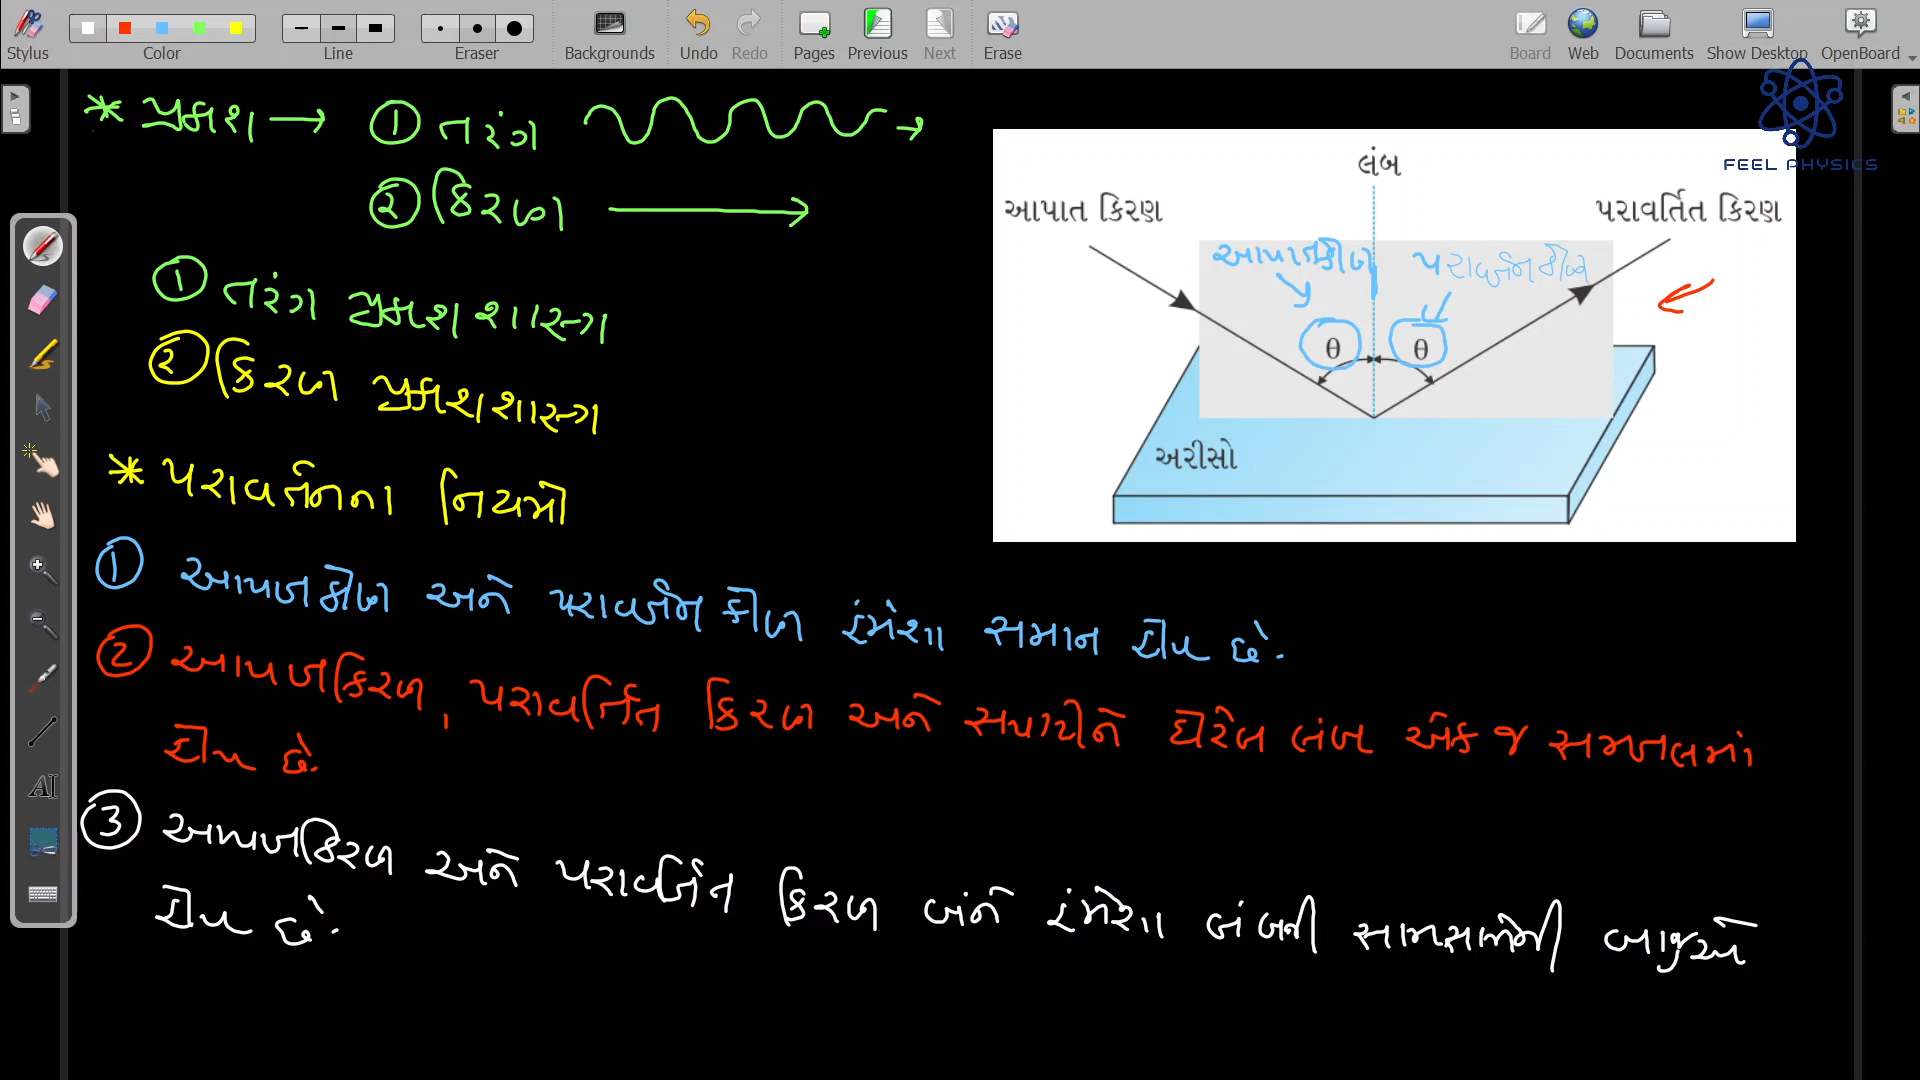 Stylus Color Line Eraser Backgrounds Undo Redo Pages Previous Next Erase Board Web Documents Show Desktop OpenBoard
* પ્રકાશ → ① તરંગ
② કિરણ
① તરંગ પ્રકાશશાસ્ત્ર
② કિરણ પ્રકાશશાસ્ત્ર
FEEL PHYSICS
લંબ
આપાત કિરણ પરાવર્તિત કિરણ
આપાતકોણ પરાવર્તનકોણ
θ θ
અરીસો
* પરાવર્તનના નિયમો
① આપાતકોણ અને પરાવર્તનકોણ હંમેશા સમાન હોય છે.
② આપાતકિરણ, પરાવર્તિત કિરણ અને સપાટીને દોરેલ લંબ એક જ સમતલમાં
હોય છે.
③ આપાતકિરણ અને પરાવર્તિત કિરણ બંને હંમેશા લંબની સામસામેની બાજુએ
હોય છે.